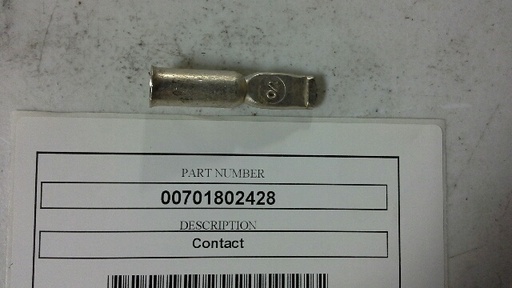 PART NUMBER
00701802428
DESCRIPTION
Contact